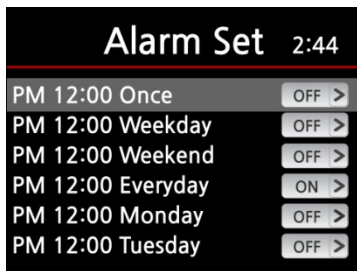 Alarm Set 2:44
PM 12:00 Once OFF >
PM 12:00 Weekday OFF >
PM 12:00 Weekend OFF >
PM 12:00 Everyday ON >
PM 12:00 Monday OFF >
PM 12:00 Tuesday OFF >